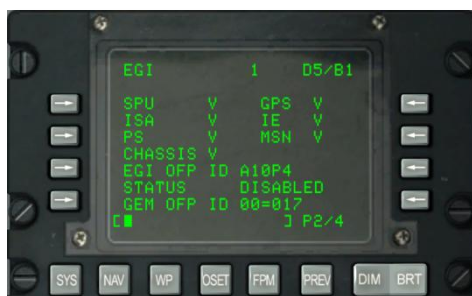 EGI 1 D5/B1
SPU V GPS V
ISA V IE V
PS V MSN V
CHASSIS V
EGI OFP ID A10P4
STATUS DISABLED
GEM OFP ID 00=017
[ ] P2/4
SYS NAV WP OSET FPM PREV DIM BRT